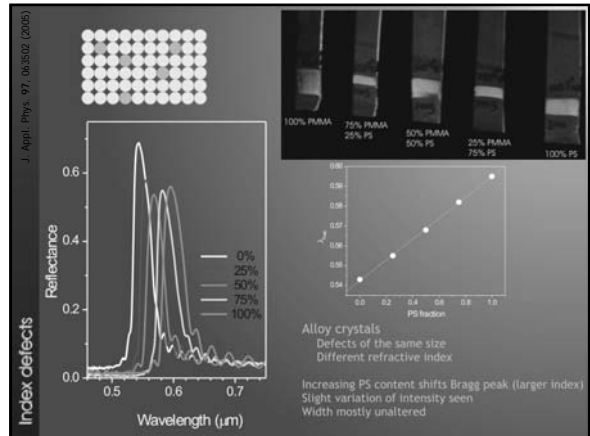 J. Appl. Phys. 97, 063502 (2005)
Index defects
100% PMMA
75% PMMA
25% PS
50% PMMA
50% PS
25% PMMA
75% PS
100% PS
Reflectance
0.6
0.4
0.2
0.0
0%
25%
50%
75%
100%
0.5
0.6
0.7
Wavelength (μm)
0.60
0.59
0.58
0.57
0.56
0.55
0.54
0.0
0.2
0.4
0.6
0.8
1.0
PS fraction
Alloy crystals
Defects of the same size
Different refractive index
Increasing PS content shifts Bragg peak (larger index)
Slight variation of intensity seen
Width mostly unaltered